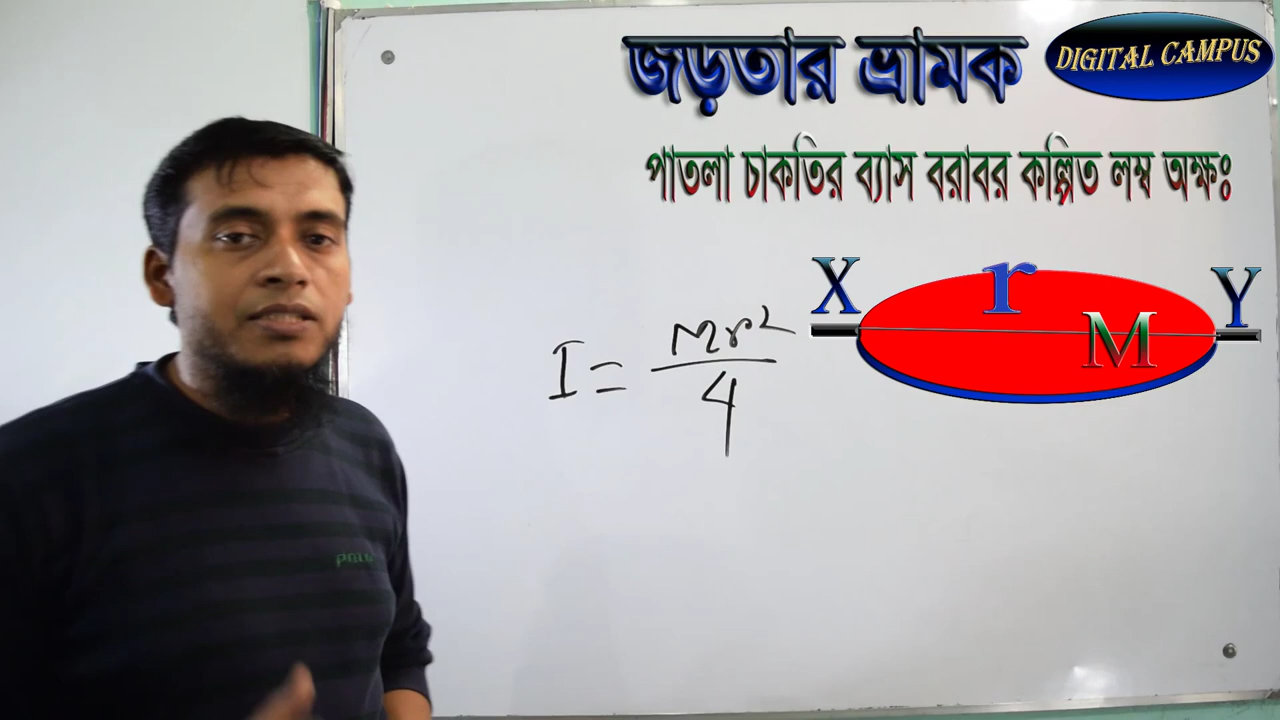 জড়তার ভ্রামক
DIGITAL CAMPUS
পাতলা চাকতির ব্যাস বরাবর কল্পিত লম্ব অক্ষঃ
X r Y
M
I = Mr²/4